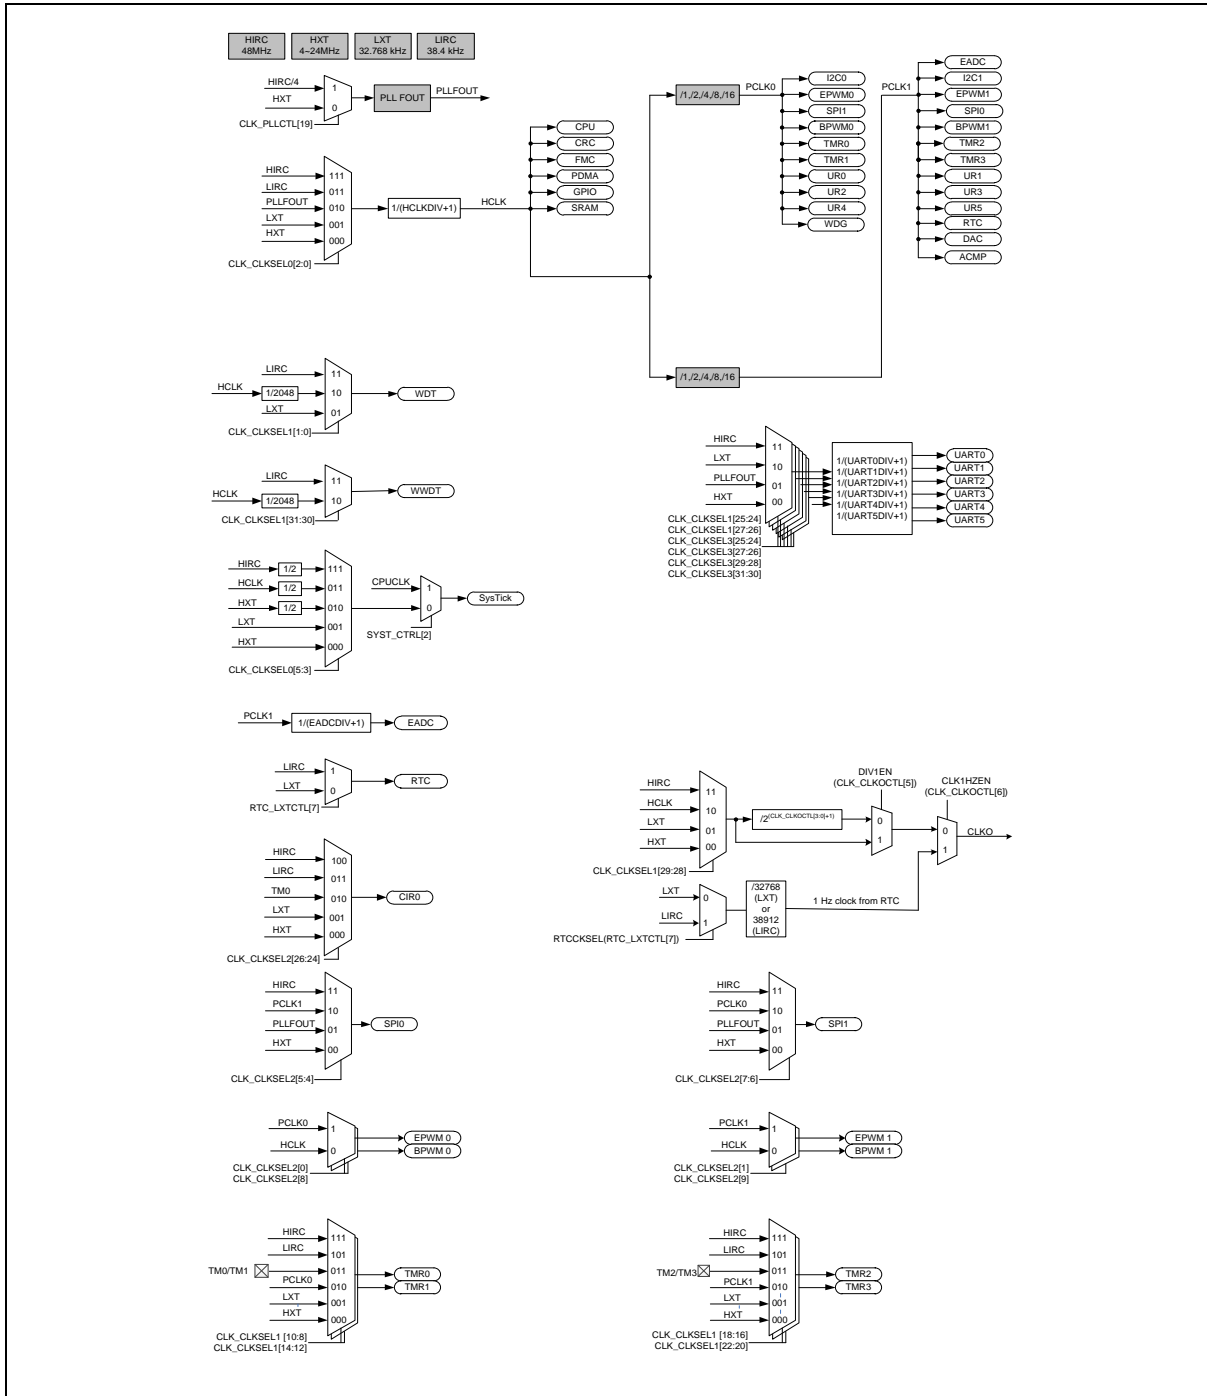 HIRC
48MHz
HXT
4~24MHz
LXT
32.768 kHz
LIRC
38.4 kHz
HIRC/4
HXT
1
0
CLK_PLLCTL[19]
PLL FOUT
PLLFOUT
HIRC
LIRC
PLLFOUT
LXT
HXT
111
011
010
001
000
CLK_CLKSEL0[2:0]
1/(HCLKDIV+1)
HCLK
CPU
CRC
FMC
PDMA
GPIO
SRAM
/1,/2,/4,/8,/16
PCLK0
I2C0
EPWM0
SPI1
BPWM0
TMR0
TMR1
UR0
UR2
UR4
WDG
PCLK1
EADC
I2C1
EPWM1
SPI0
BPWM1
TMR2
TMR3
UR1
UR3
UR5
RTC
DAC
ACMP
/1,/2,/4,/8,/16
LIRC
HCLK
1/2048
LXT
11
10
01
CLK_CLKSEL1[1:0]
WDT
LIRC
HCLK
1/2048
11
10
CLK_CLKSEL1[31:30]
WWDT
HIRC
LXT
PLLFOUT
HXT
11
10
01
00
CLK_CLKSEL1[25:24]
CLK_CLKSEL1[27:26]
CLK_CLKSEL3[25:24]
CLK_CLKSEL3[27:26]
CLK_CLKSEL3[29:28]
CLK_CLKSEL3[31:30]
1/(UART0DIV+1)
1/(UART1DIV+1)
1/(UART2DIV+1)
1/(UART3DIV+1)
1/(UART4DIV+1)
1/(UART5DIV+1)
UART0
UART1
UART2
UART3
UART4
UART5
HIRC
1/2
HCLK
1/2
HXT
1/2
LXT
HXT
111
011
010
001
000
CLK_CLKSEL0[5:3]
CPUCLK
1
0
SYST_CTRL[2]
SysTick
PCLK1
1/(EADCDIV+1)
EADC
LIRC
LXT
1
0
RTC_LXTCTL[7]
RTC
HIRC
HCLK
LXT
HXT
11
10
01
00
CLK_CLKSEL1[29:28]
/2(CLK_CLKOCTL[3:0]+1)
DIV1EN
(CLK_CLKOCTL[5])
0
1
CLK1HZEN
(CLK_CLKOCTL[6])
0
1
CLKO
LXT
LIRC
0
1
RTCCKSEL(RTC_LXTCTL[7])
/32768
(LXT)
or
38912
(LIRC)
1 Hz clock from RTC
HIRC
LIRC
TM0
LXT
HXT
100
011
010
001
000
CLK_CLKSEL2[26:24]
CIR0
HIRC
PCLK1
PLLFOUT
HXT
11
10
01
00
CLK_CLKSEL2[5:4]
SPI0
HIRC
PCLK0
PLLFOUT
HXT
11
10
01
00
CLK_CLKSEL2[7:6]
SPI1
PCLK0
HCLK
1
0
CLK_CLKSEL2[0]
CLK_CLKSEL2[8]
EPWM 0
BPWM 0
PCLK1
HCLK
1
0
CLK_CLKSEL2[1]
CLK_CLKSEL2[9]
EPWM 1
BPWM 1
HIRC
LIRC
TM0/TM1
PCLK0
LXT
HXT
111
101
011
010
001
000
CLK_CLKSEL1 [10:8]
CLK_CLKSEL1[14:12]
TMR0
TMR1
HIRC
LIRC
TM2/TM3
PCLK1
LXT
HXT
111
101
011
010
001
000
CLK_CLKSEL1 [18:16]
CLK_CLKSEL1[22:20]
TMR2
TMR3